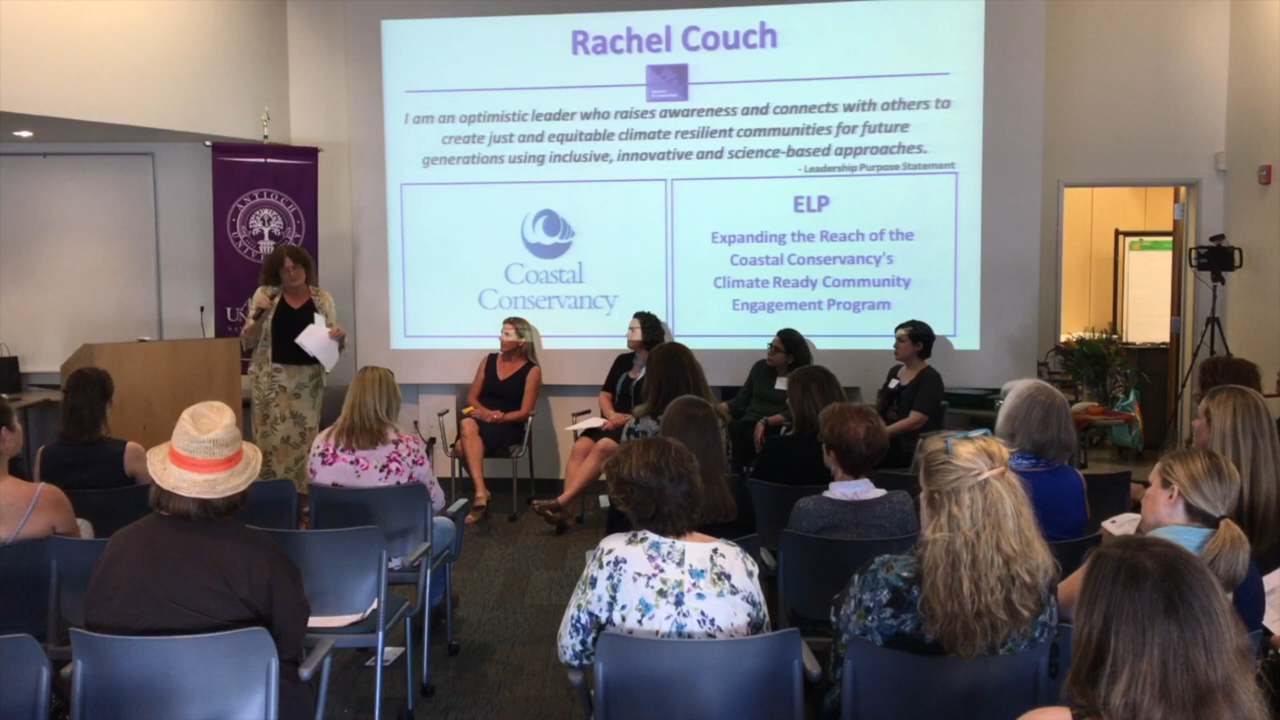 Rachel Couch
I am an optimistic leader who raises awareness and connects with others to
create just and equitable climate resilient communities for future
generations using inclusive, innovative and science-based approaches.
- Leadership Purpose Statement
Coastal
Conservancy
ELP
Expanding the Reach of the
Coastal Conservancy's
Climate Ready Community
Engagement Program
ANTIOCH